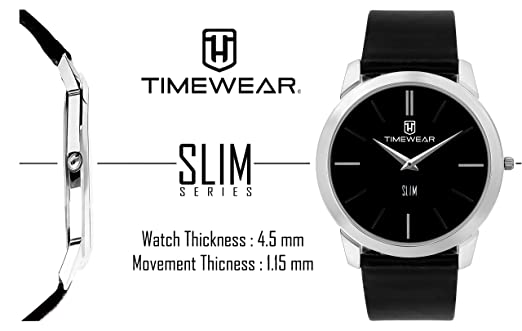 TIMEWEAR
SLIM
SERIES
Watch Thickness : 4.5 mm
Movement Thicness : 1.15 mm
TIMEWEAR
SLIM